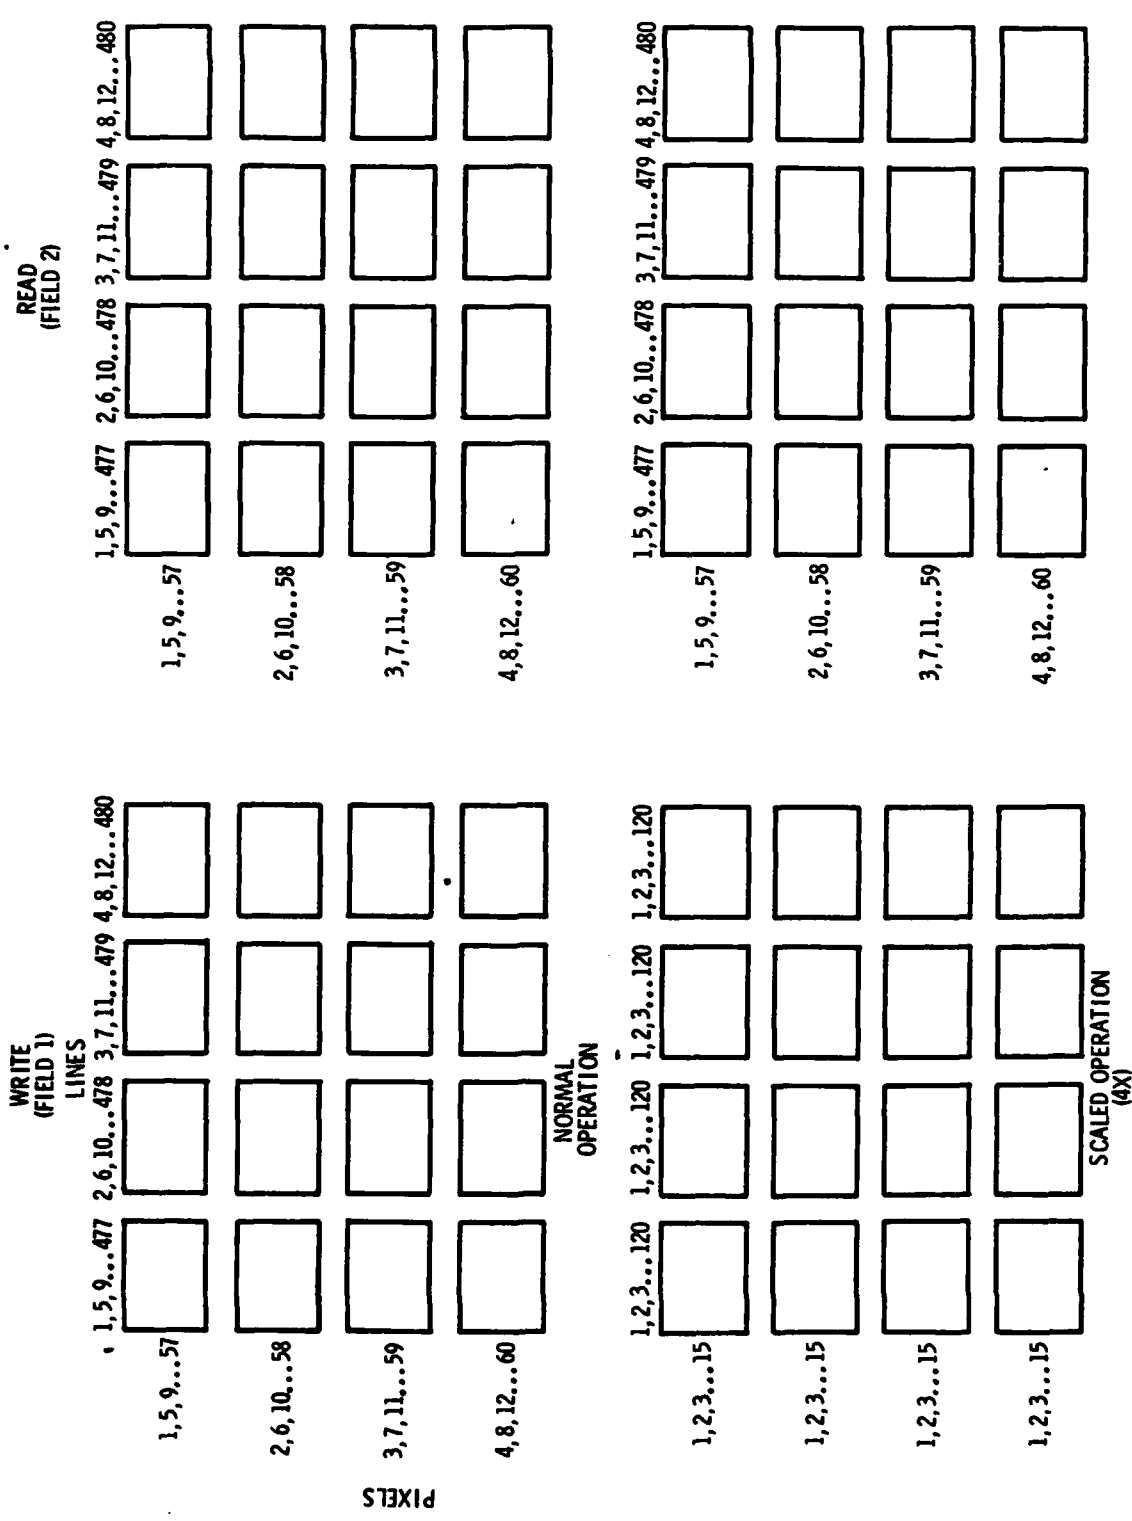 WRITE
(FIELD 1)
LINES
READ
(FIELD 2)
1, 5, 9...477 2, 6, 10...478 3, 7, 11...479 4, 8, 12...480
1, 5, 9...477 2, 6, 10...478 3, 7, 11...479 4, 8, 12...480
PIXELS
1, 5, 9...57
2, 6, 10...58
3, 7, 11...59
4, 8, 12...60
1, 5, 9...57
2, 6, 10...58
3, 7, 11...59
4, 8, 12...60
NORMAL
OPERATION
1, 2, 3...120 1, 2, 3...120 1, 2, 3...120 1, 2, 3...120
1, 5, 9...477 2, 6, 10...478 3, 7, 11...479 4, 8, 12...480
1, 2, 3...15
1, 2, 3...15
1, 2, 3...15
1, 2, 3...15
1, 5, 9...57
2, 6, 10...58
3, 7, 11...59
4, 8, 12...60
SCALED OPERATION
(4X)